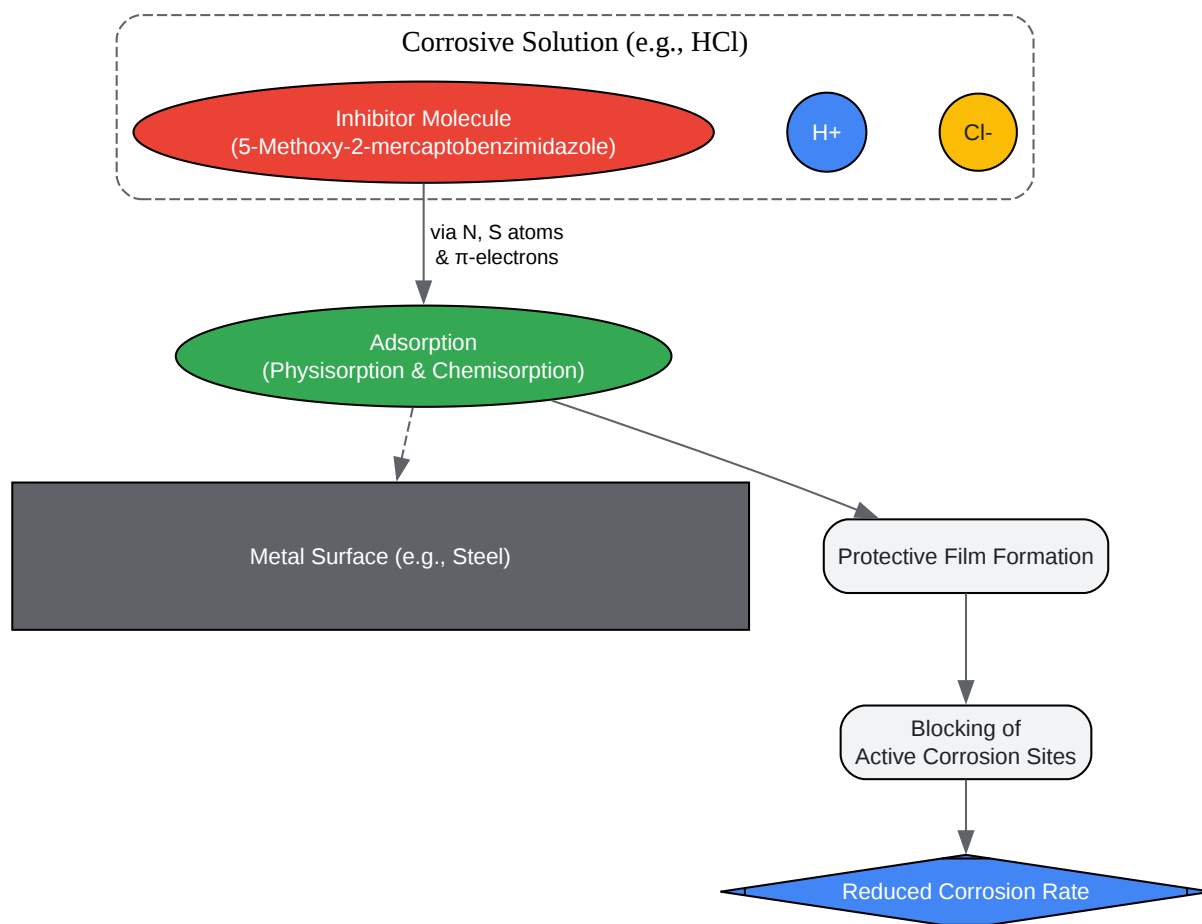 Corrosive Solution (e.g., HCl)
Inhibitor Molecule
(5-Methoxy-2-mercaptobenzimidazole)
H+
Cl-
via N, S atoms
& π-electrons
Adsorption
(Physisorption & Chemisorption)
Metal Surface (e.g., Steel)
Protective Film Formation
Blocking of
Active Corrosion Sites
Reduced Corrosion Rate